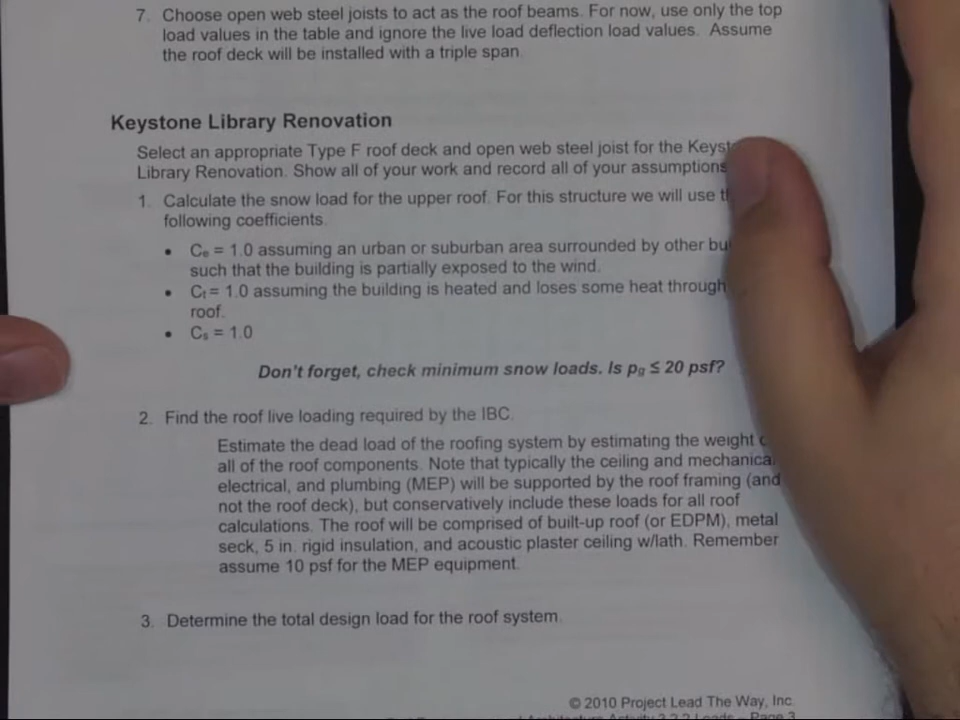 7. Choose open web steel joists to act as the roof beams. For now, use only the top
load values in the table and ignore the live load deflection load values. Assume
the roof deck will be installed with a triple span.
Keystone Library Renovation
Select an appropriate Type F roof deck and open web steel joist for the
Library Renovation. Show all of your work and record all of your assumptions
1. Calculate the snow load for the upper roof. For this structure we will use
following coefficients.
• Ce = 1.0 assuming an urban or suburban area surrounded by other
such that the building is partially exposed to the wind.
• Ct = 1.0 assuming the building is heated and loses some heat through
roof.
• Cs = 1.0
Don't forget, check minimum snow loads. Is pg ≤ 20 psf?
2. Find the roof live loading required by the IBC.
Estimate the dead load of the roofing system by estimating the weight
all of the roof components. Note that typically the ceiling and mechanical
electrical, and plumbing (MEP) will be supported by the roof framing (and
not the roof deck), but conservatively include these loads for all roof
calculations. The roof will be comprised of built-up roof (or EDPM), metal
seck, 5 in. rigid insulation, and acoustic plaster ceiling w/lath. Remember
assume 10 psf for the MEP equipment.
3. Determine the total design load for the roof system.
© 2010 Project Lead The Way, Inc.
Activity 3.2.2 Loads – Page 3